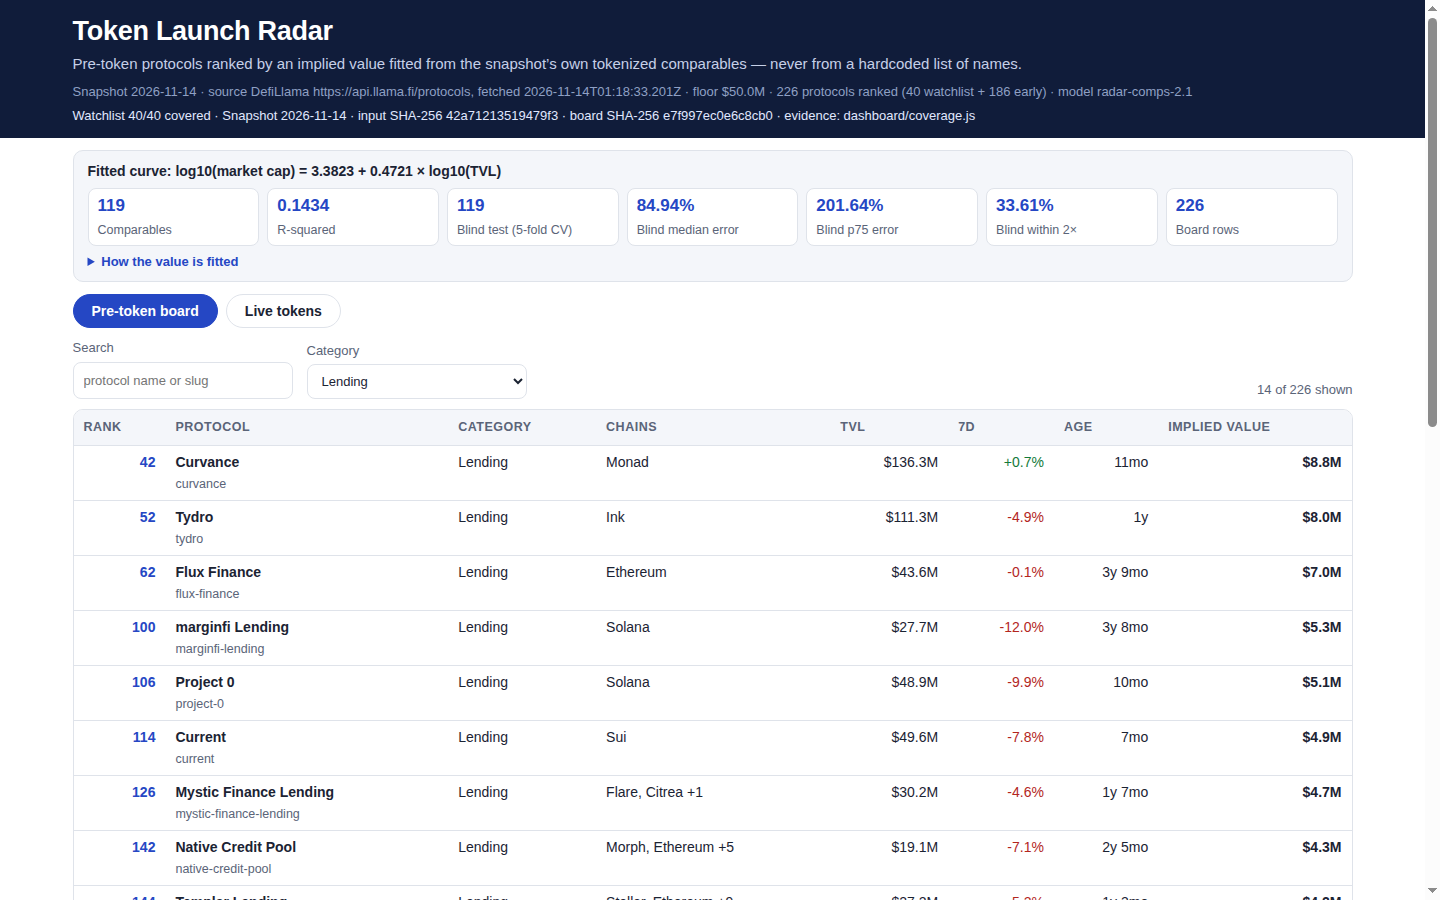 Token Launch Radar
Pre-token protocols ranked by an implied value fitted from the snapshot's own tokenized comparables — never from a hardcoded list of names.
Snapshot 2026-11-14 · source DefiLlama https://api.llama.fi/protocols, fetched 2026-11-14T01:18:33.201Z · floor $50.0M · 226 protocols ranked (40 watchlist + 186 early) · model radar-comps-2.1
Watchlist 40/40 covered · Snapshot 2026-11-14 · input SHA-256 42a71213519479f3 · board SHA-256 e7f997ec0e6c8cb0 · evidence: dashboard/coverage.js
Fitted curve: log10(market cap) = 3.3823 + 0.4721 × log10(TVL)
119 0.1434 119 84.94% 201.64% 33.61% 226
Comparables R-squared Blind test (5-fold CV) Blind median error Blind p75 error Blind within 2× Board rows
How the value is fitted
Pre-token board Live tokens
Search
Category
protocol name or slug
Lending
14 of 226 shown
RANK PROTOCOL CATEGORY CHAINS TVL 7D AGE IMPLIED VALUE
42 Curvance Lending Monad $136.3M +0.7% 11mo $8.8M
curvance
52 Tydro Lending Ink $111.3M -4.9% 1y $8.0M
tydro
62 Flux Finance Lending Ethereum $43.6M -0.1% 3y 9mo $7.0M
flux-finance
100 marginfi Lending Lending Solana $27.7M -12.0% 3y 8mo $5.3M
marginfi-lending
106 Project 0 Lending Solana $48.9M -9.9% 10mo $5.1M
project-0
114 Current Lending Sui $49.6M -7.8% 7mo $4.9M
current
126 Mystic Finance Lending Lending Flare, Citrea +1 $30.2M -4.6% 1y 7mo $4.7M
mystic-finance-lending
142 Native Credit Pool Lending Morph, Ethereum +5 $19.1M -7.1% 2y 5mo $4.3M
native-credit-pool